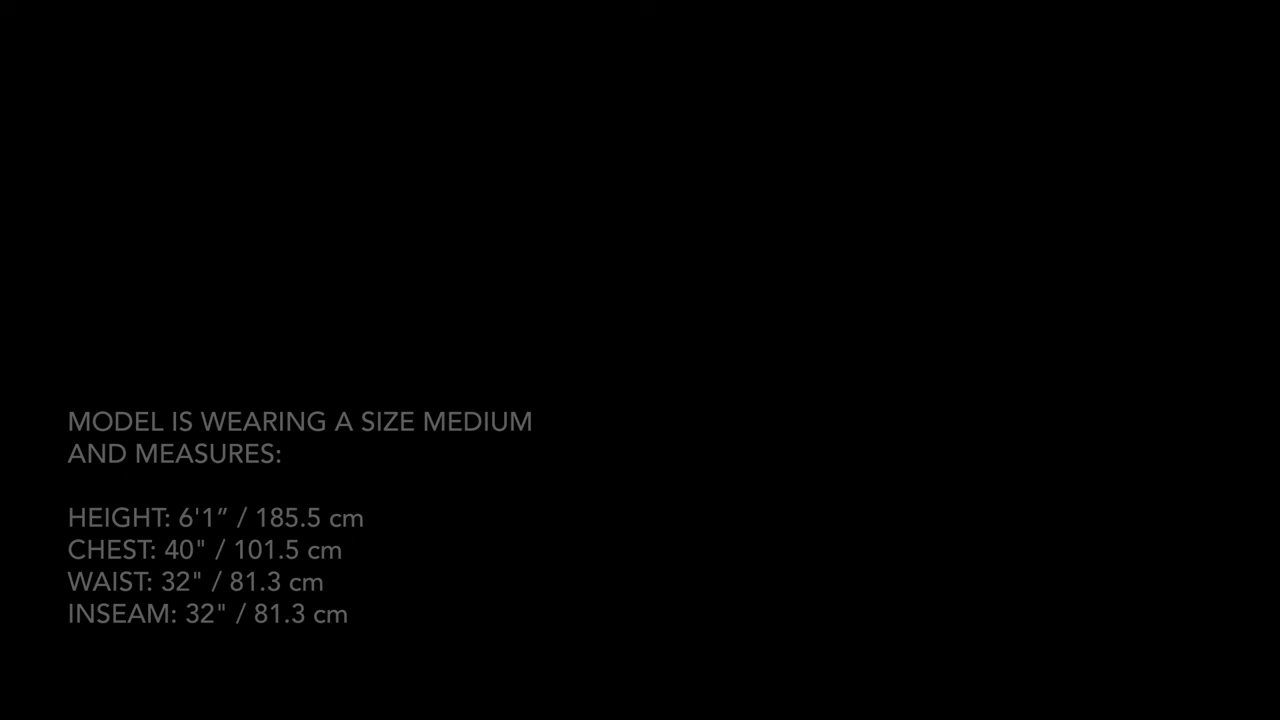 MODEL IS WEARING A SIZE MEDIUM
AND MEASURES:
HEIGHT: 6'1” / 185.5 cm
CHEST: 40" / 101.5 cm
WAIST: 32" / 81.3 cm
INSEAM: 32" / 81.3 cm